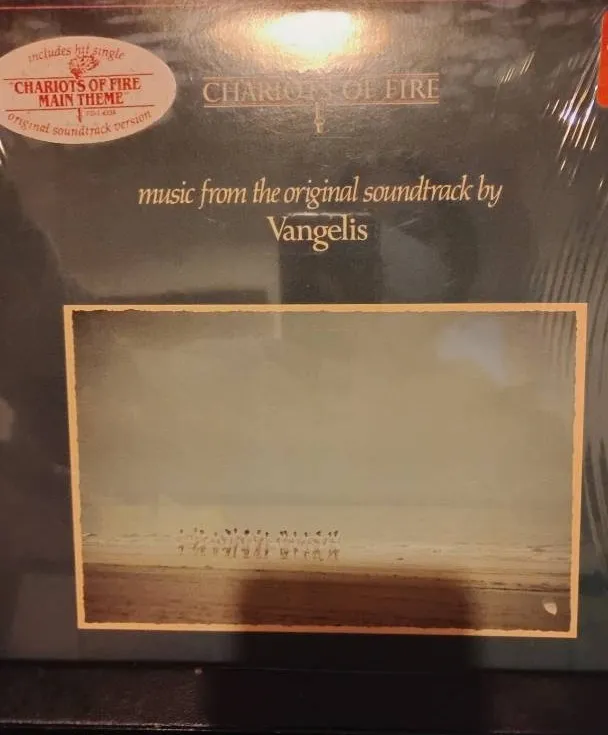 includes hit single
"CHARIOTS OF FIRE
MAIN THEME"
original soundtrack version
CHARIOTS OF FIRE
music from the original soundtrack by
Vangelis